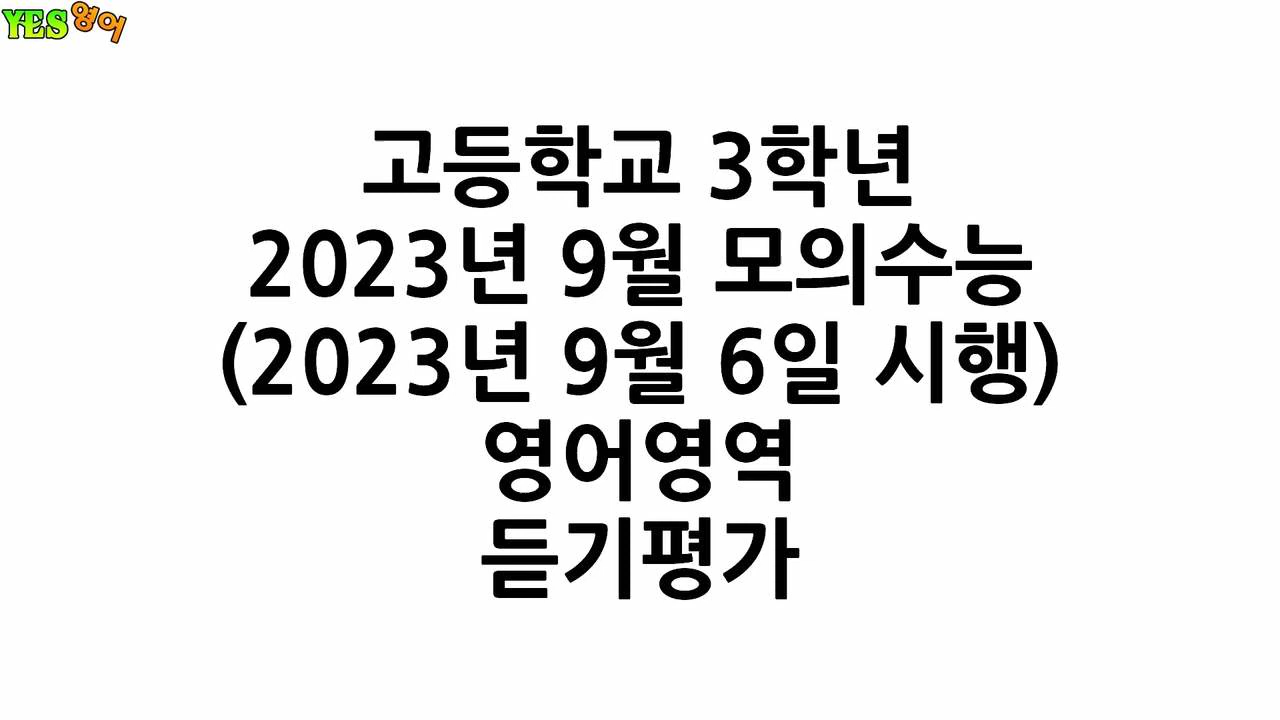 YES영어
고등학교 3학년
2023년 9월 모의수능
(2023년 9월 6일 시행)
영어영역
듣기평가